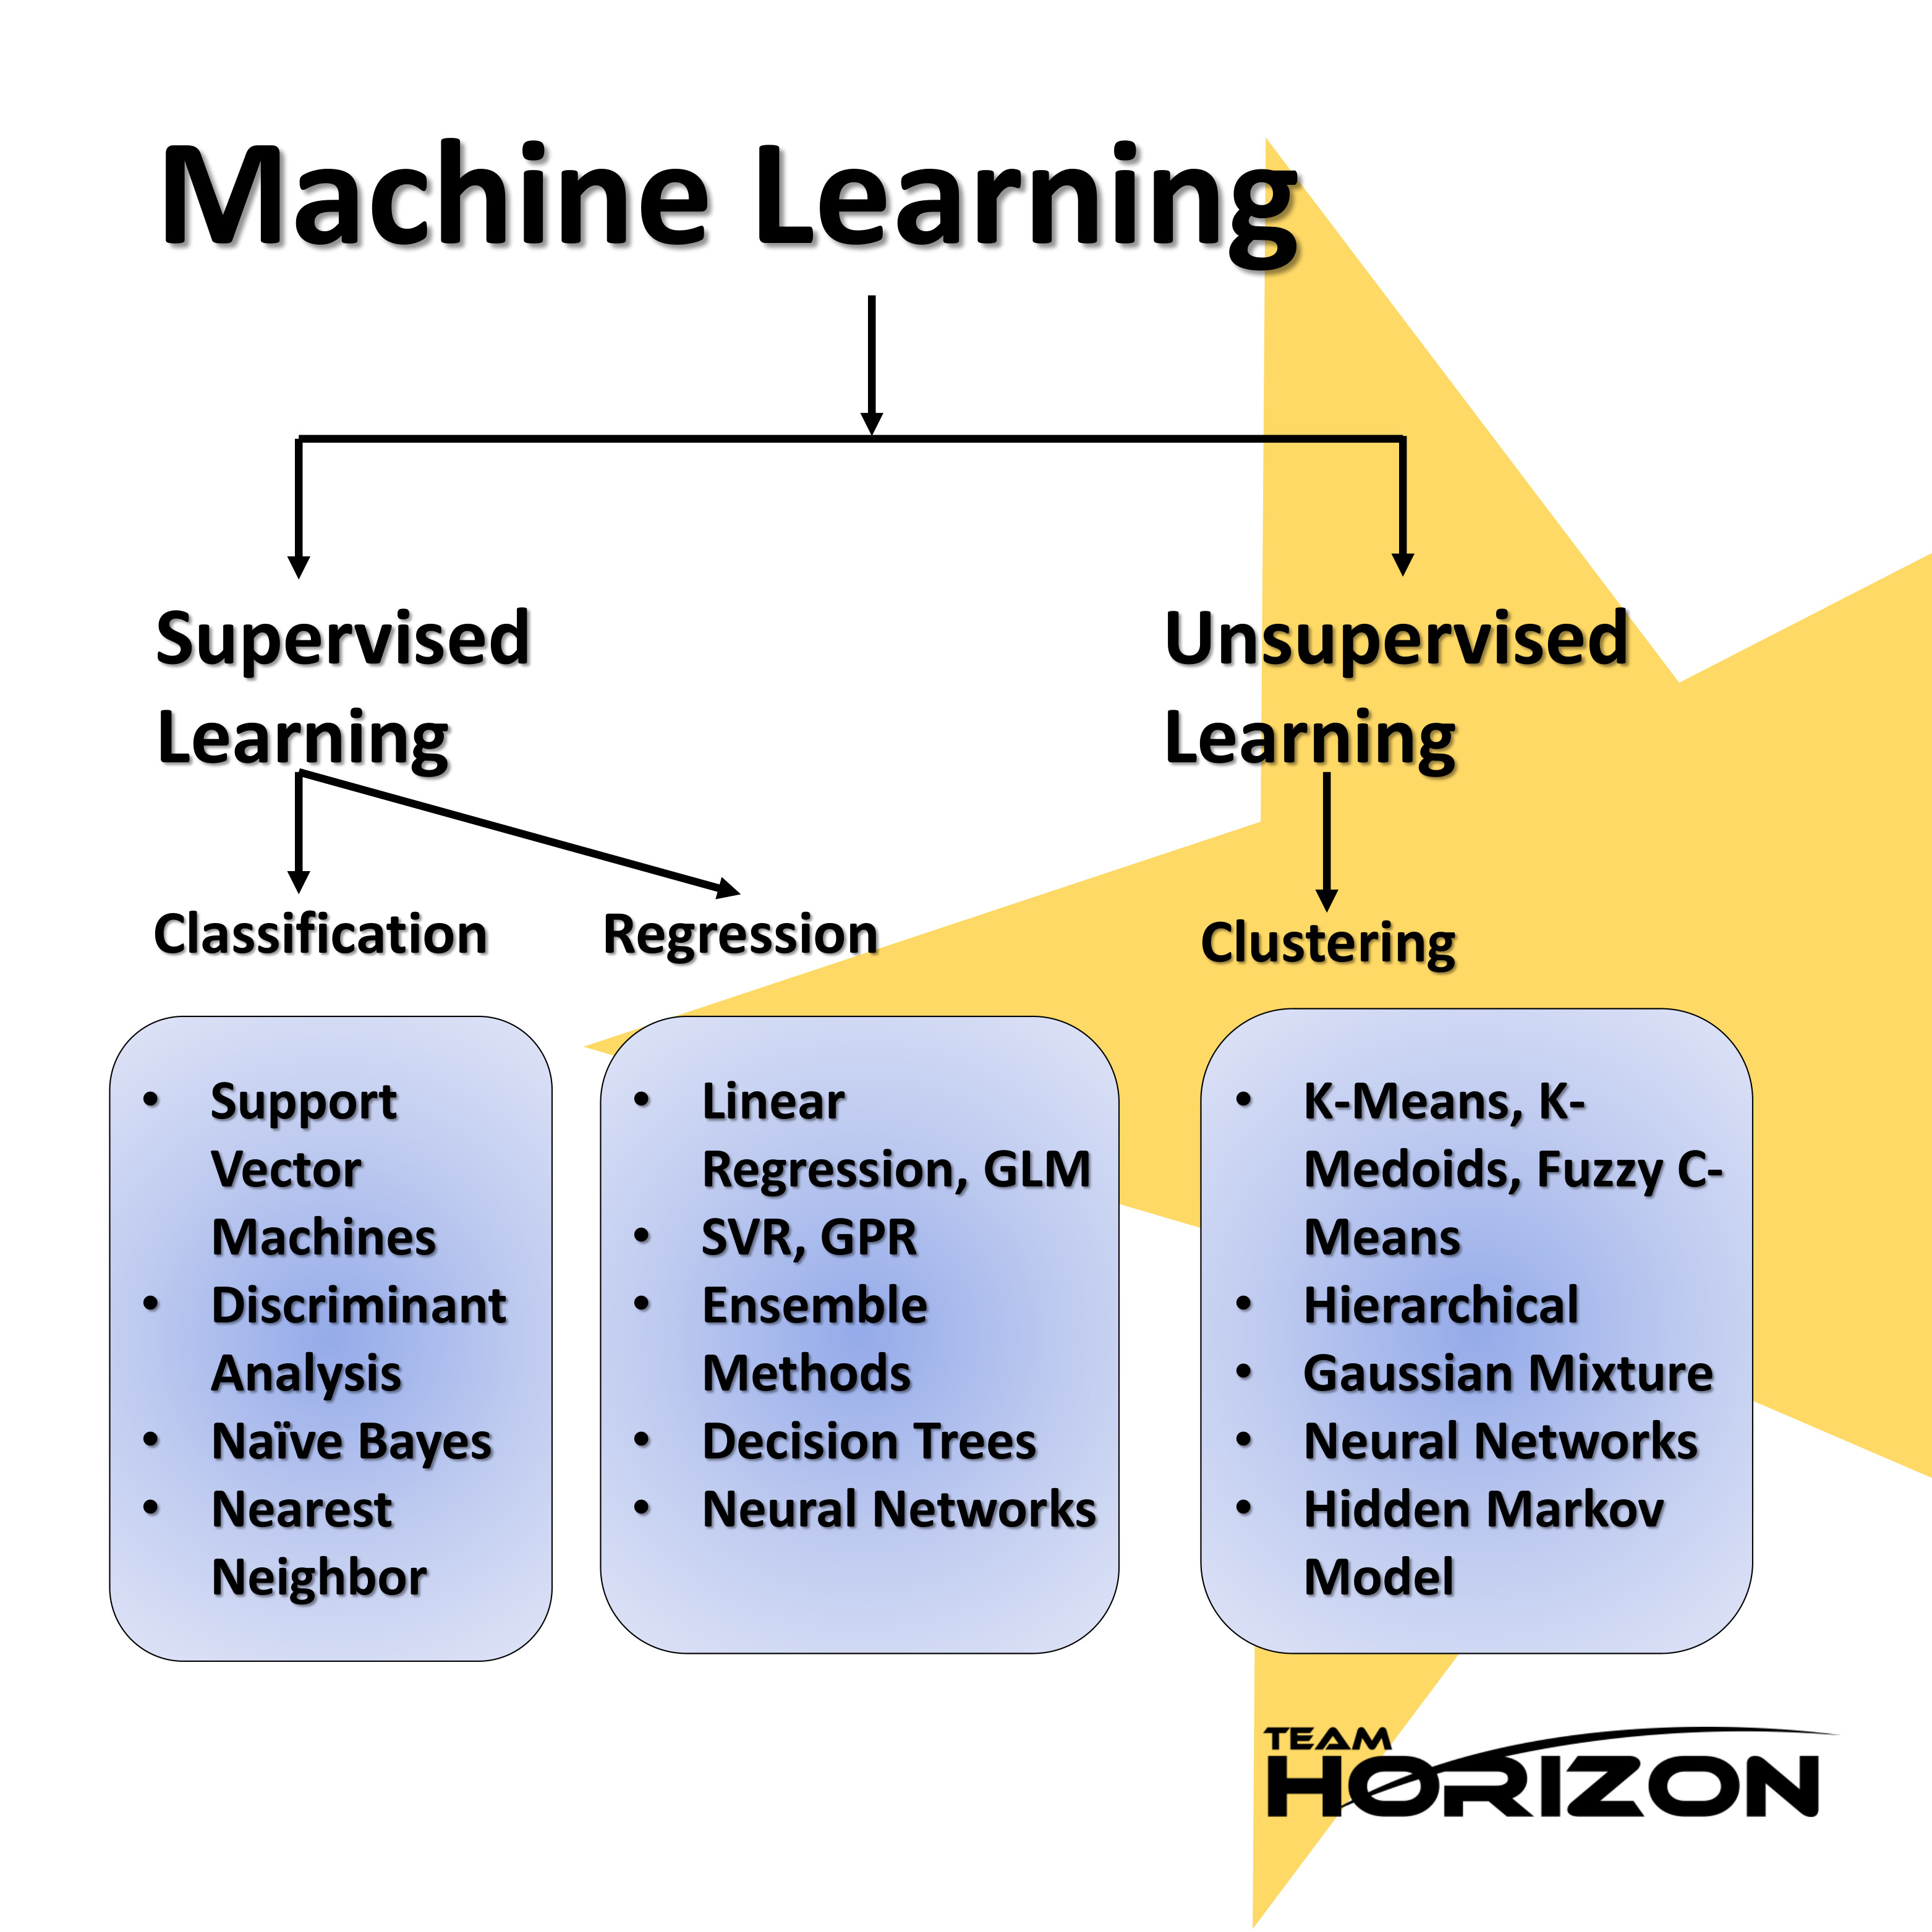 Machine Learning
Supervised
Learning
Unsupervised
Learning
Classification
Regression
Clustering
• Support
Vector
Machines
• Discriminant
Analysis
• Naïve Bayes
• Nearest
Neighbor
• Linear
Regression, GLM
• SVR, GPR
• Ensemble
Methods
• Decision Trees
• Neural Networks
• K-Means, K-
Medoids, Fuzzy C-
Means
• Hierarchical
• Gaussian Mixture
• Neural Networks
• Hidden Markov
Model
TEAM
HORIZON